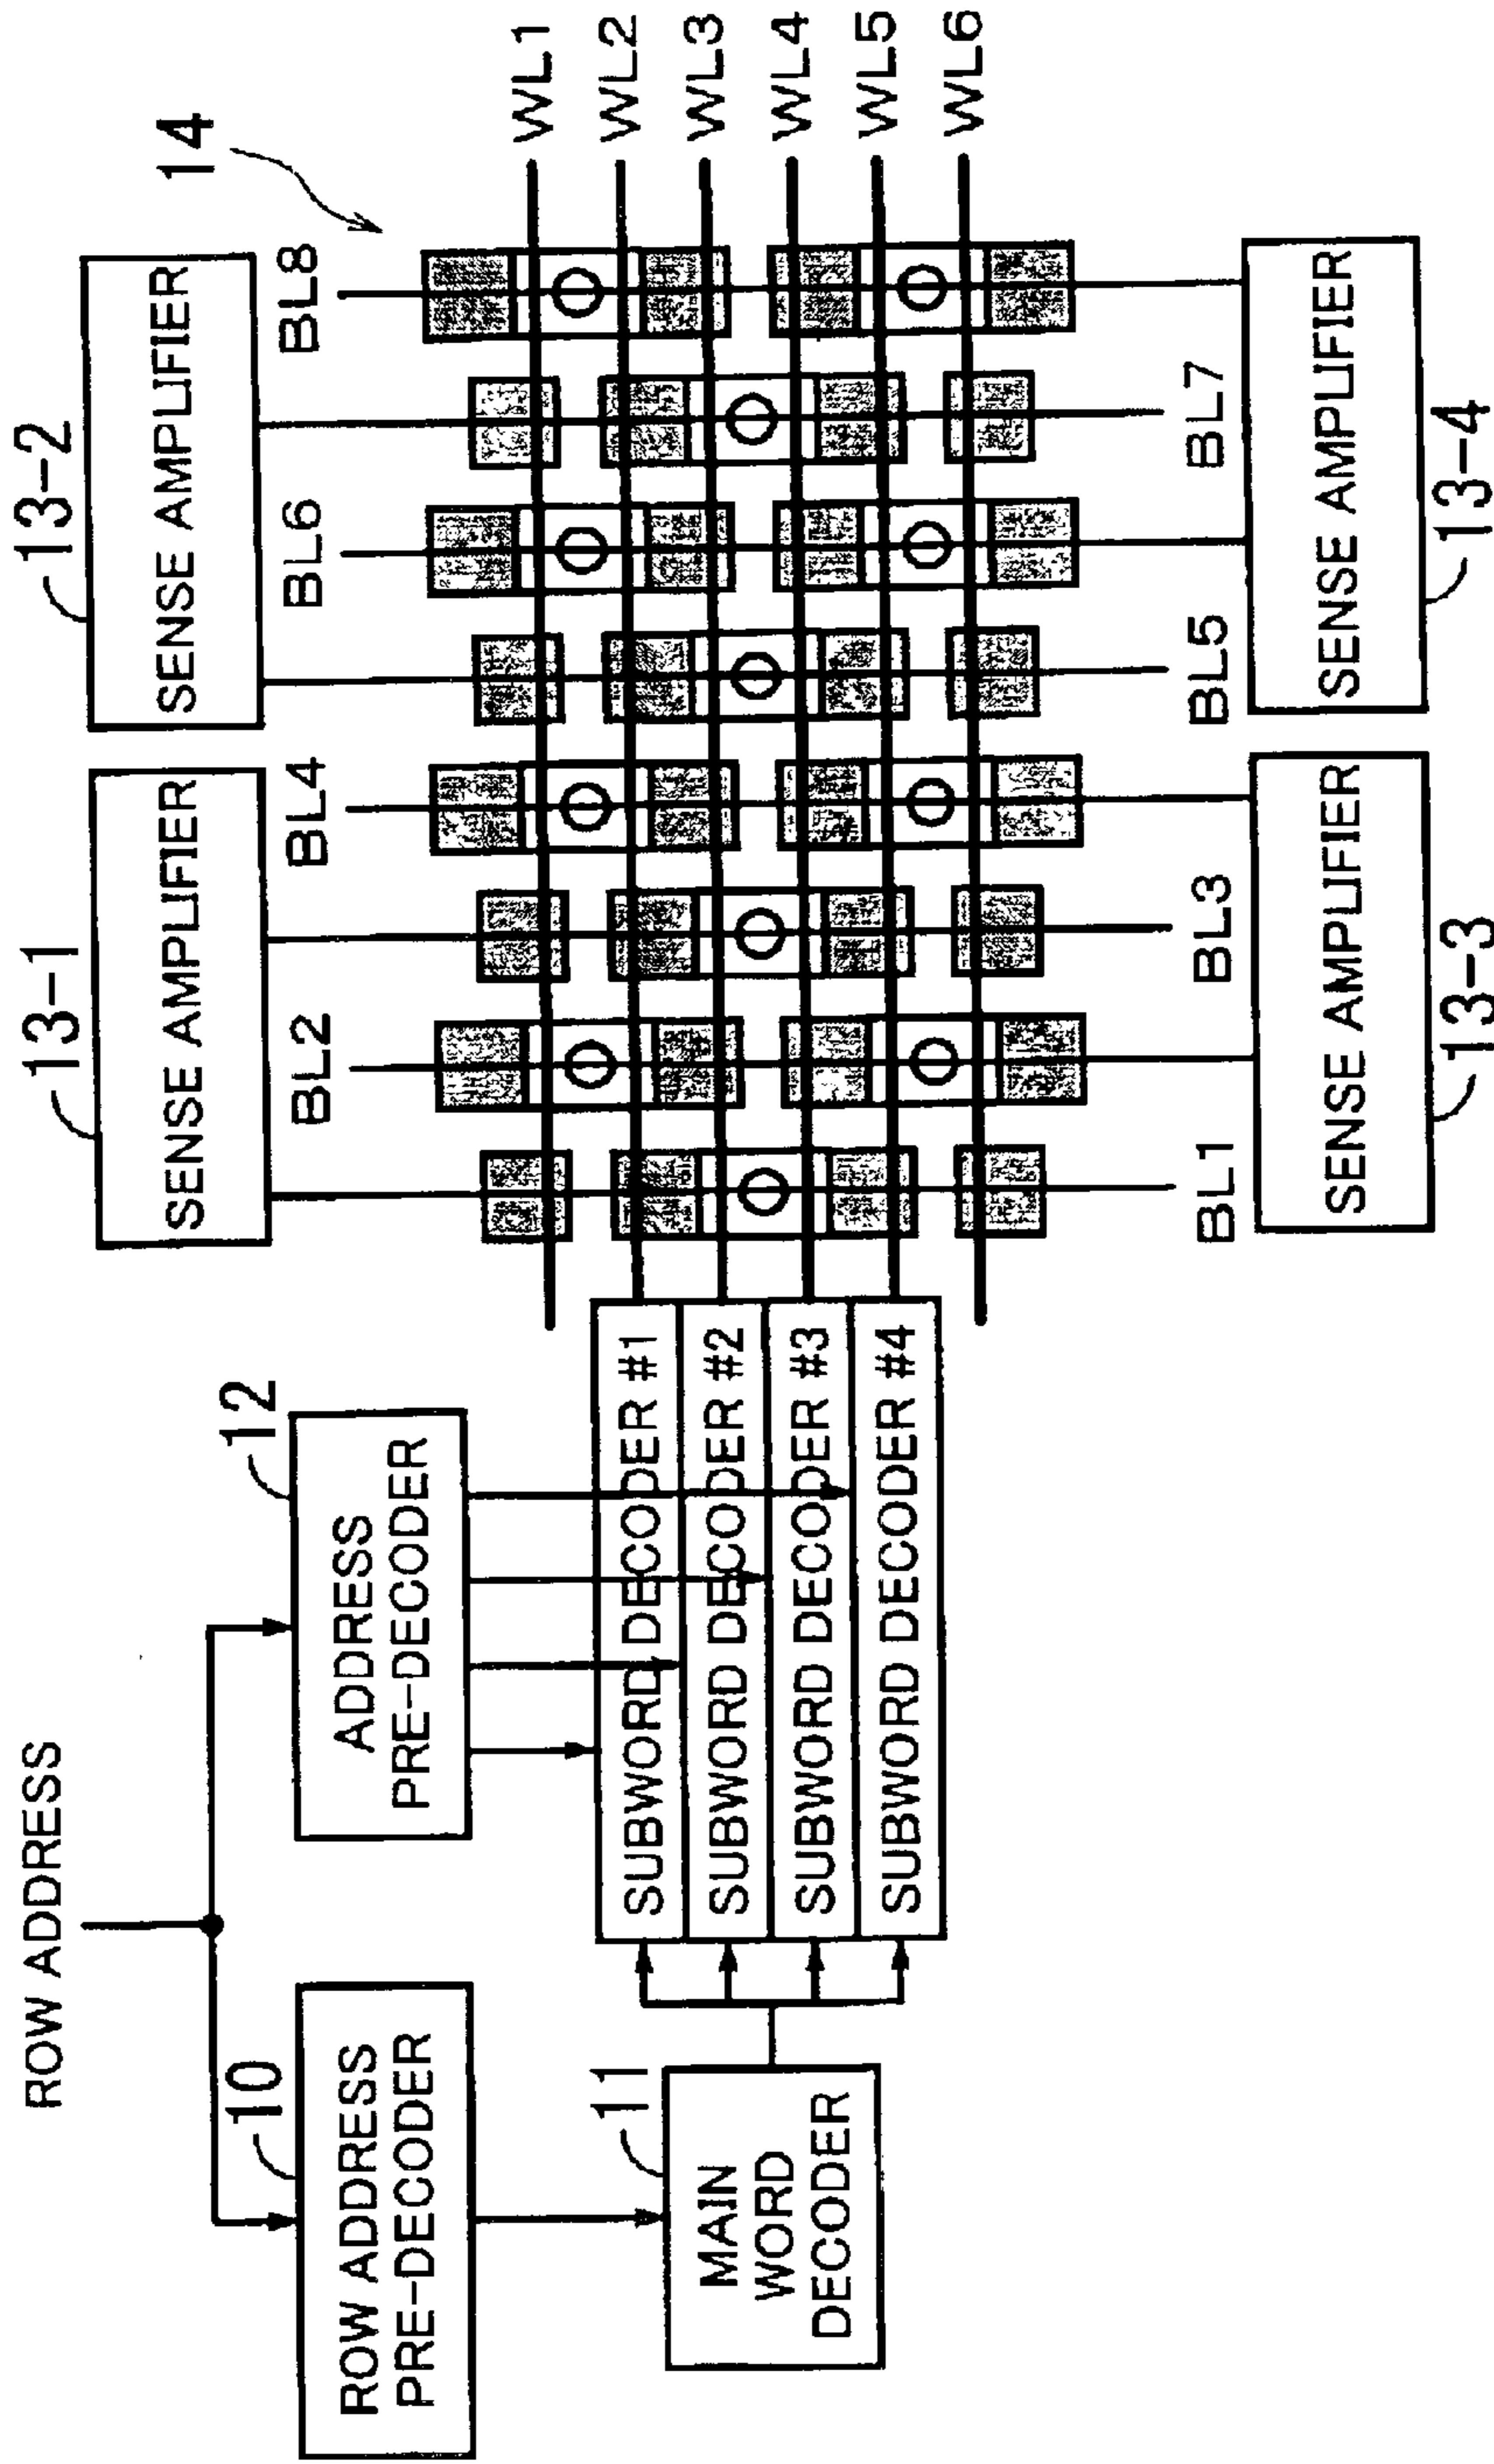 ROW ADDRESS
10
ROW ADDRESS
PRE-DECODER
12
ADDRESS
PRE-DECODER
11
MAIN
WORD
DECODER
SUBWORD DECODER #1
SUBWORD DECODER #2
SUBWORD DECODER #3
SUBWORD DECODER #4
13-1
SENSE AMPLIFIER
13-2
SENSE AMPLIFIER
14
BL2
BL4
BL6
BL8
WL1
WL2
WL3
WL4
WL5
WL6
BL1
BL3
BL5
BL7
SENSE AMPLIFIER
13-3
SENSE AMPLIFIER
13-4